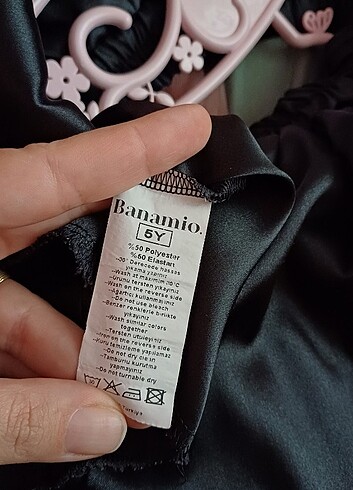 Banamio.
5Y
%50 Polyester
%50 Elastan
-30° Derecede hassas
yıkama yapınız
-Wash at maximum 30°C
-Ürünü tersten yıkayınız
-Wash on the reverse side
-Ağartıcı kullanmayınız
-Do not use bleach
-Benzer renklerle birlikte
yıkayınız
-Wash similar colors
together
-Tersten ütüleyiniz
-Iron on the reverse side
-Kuru temizleme yapılamaz
-Do not dry clean
-Tamburlu kurutma
yapmayınız
-Do not turnable dry
Türkiye